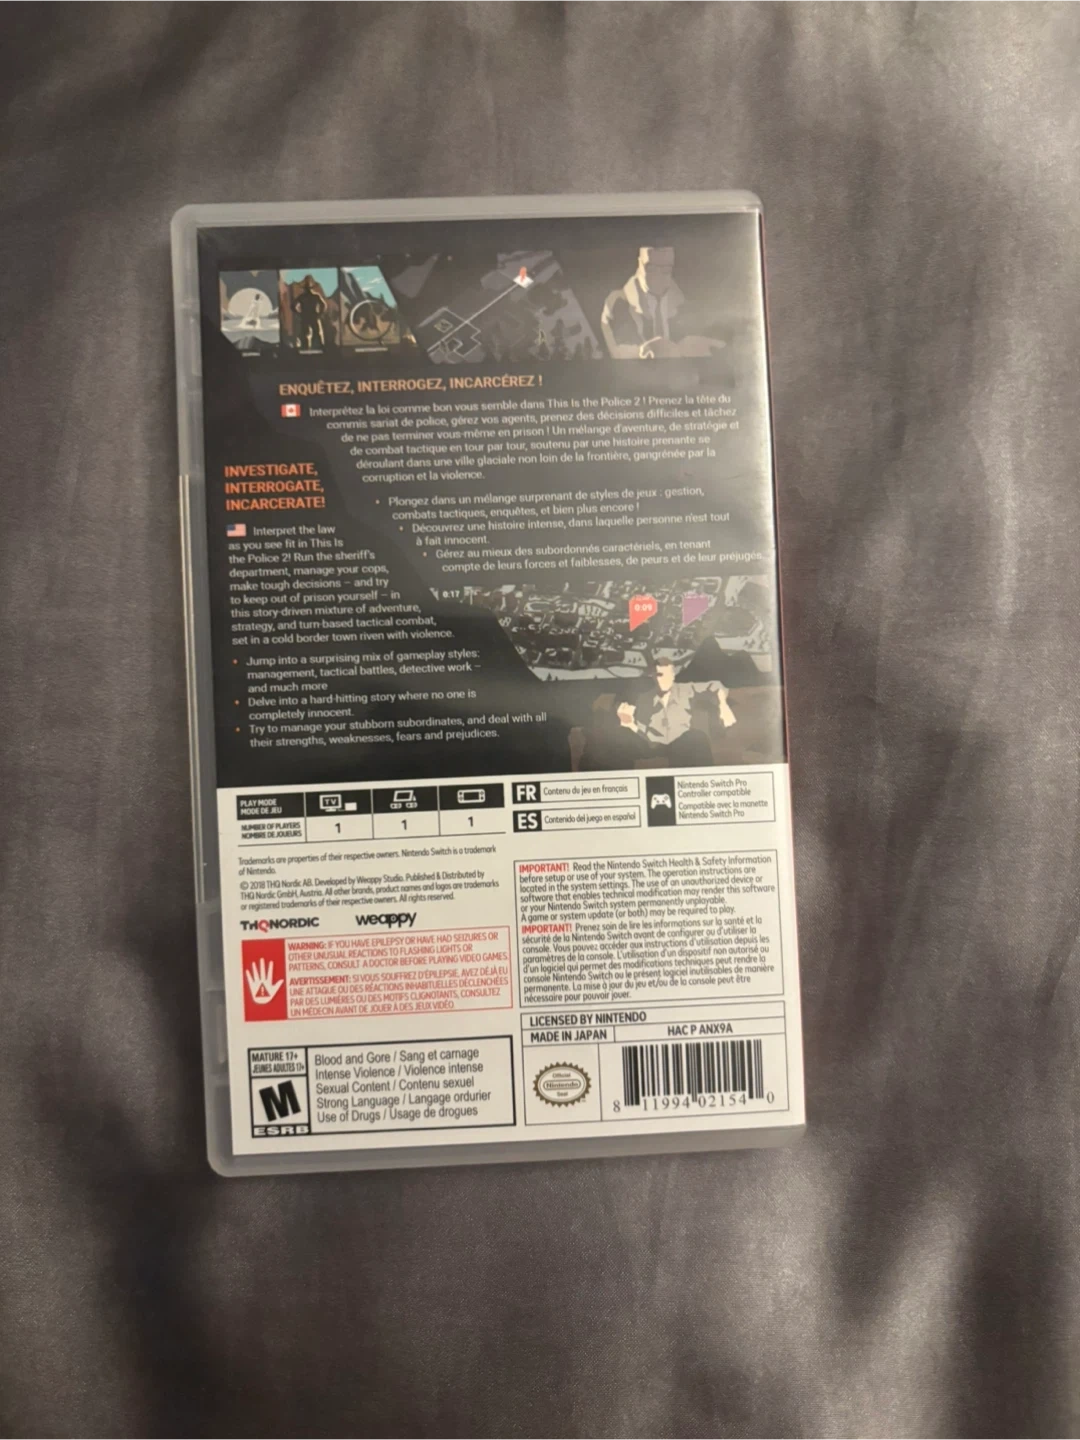 ENQUÊTEZ, INTERROGEZ, INCARCÉREZ !
Interprétez la loi comme bon vous semble dans This Is the Police 2 ! Prenez la tête du
commis sariat de police, gérez vos agents, prenez des décisions difficiles et tâchez
de ne pas terminer vous-même en prison ! Un mélange d'aventure, de stratégie et
de combat tactique en tour par tour, soutenu par une histoire prenante se
déroulant dans une ville glaciale non loin de la frontière, gangrénée par la
corruption et la violence.
• Plongez dans un mélange surprenant de styles de jeux : gestion,
combats tactiques, enquêtes, et bien plus encore !
• Découvrez une histoire intense, dans laquelle personne n'est tout
à fait innocent.
• Gérez au mieux des subordonnés caractériels, en tenant
compte de leurs forces et faiblesses, de peurs et de leur préjugés.
INVESTIGATE,
INTERROGATE,
INCARCERATE!
Interpret the law
as you see fit in This Is
the Police 2! Run the sheriff's
department, manage your cops,
make tough decisions – and try
to keep out of prison yourself – in
this story-driven mixture of adventure,
strategy, and turn-based tactical combat,
set in a cold border town riven with violence.
• Jump into a surprising mix of gameplay styles:
management, tactical battles, detective work –
and much more
• Delve into a hard-hitting story where no one is
completely innocent.
• Try to manage your stubborn subordinates, and deal with all
their strengths, weaknesses, fears and prejudices.
0:17
0:09
PLAY MODE
MODE DE JEU
TV
NUMBER OF PLAYERS
NOMBRE DE JOUEURS
1
1
1
FR Contenu du jeu en français
ES Contenido del juego en español
Nintendo Switch Pro
Controller compatible
Compatible avec la manette
Nintendo Switch Pro
Trademarks are properties of their respective owners. Nintendo Switch is a trademark
of Nintendo.
© 2018 THQ Nordic AB. Developed by Weappy Studio. Published & Distributed by
THQ Nordic GmbH, Austria. All other brands, product names and logos are trademarks
or registered trademarks of their respective owners. All rights reserved.
THQNORDIC
weappy
WARNING: IF YOU HAVE EPILEPSY OR HAVE HAD SEIZURES OR
OTHER UNUSUAL REACTIONS TO FLASHING LIGHTS OR
PATTERNS, CONSULT A DOCTOR BEFORE PLAYING VIDEO GAMES.
AVERTISSEMENT: SI VOUS SOUFFREZ D'ÉPILEPSIE, AVEZ DÉJÀ EU
UNE ATTAQUE OU DES RÉACTIONS INHABITUELLES DÉCLENCHÉES
PAR DES LUMIÈRES OU DES MOTIFS CLIGNOTANTS, CONSULTEZ
UN MÉDECIN AVANT DE JOUER À DES JEUX VIDÉO.
IMPORTANT! Read the Nintendo Switch Health & Safety Information
before setup or use of your system. The operation instructions are
located in the system settings. The use of an unauthorized device or
software that enables technical modification may render this software
or your Nintendo Switch system permanently unplayable.
A game or system update (or both) may be required to play.
IMPORTANT! Prenez soin de lire les informations sur la santé et la
sécurité de la Nintendo Switch avant de configurer ou d'utiliser la
console. Vous pouvez accéder aux instructions d'utilisation depuis les
paramètres de la console. L'utilisation d'un dispositif non autorisé ou
d'un logiciel qui permet des modifications techniques peut rendre la
console Nintendo Switch ou le présent logiciel inutilisables de manière
permanente. La mise à jour du jeu et/ou de la console peut être
nécessaire pour pouvoir jouer.
MATURE 17+
JEUNES ADULTES 17+
M
ESRB
Blood and Gore / Sang et carnage
Intense Violence / Violence intense
Sexual Content / Contenu sexuel
Strong Language / Langage ordurier
Use of Drugs / Usage de drogues
LICENSED BY NINTENDO
MADE IN JAPAN
HAC P ANX9A
Official
Nintendo
Seal
8 11994 02154 0